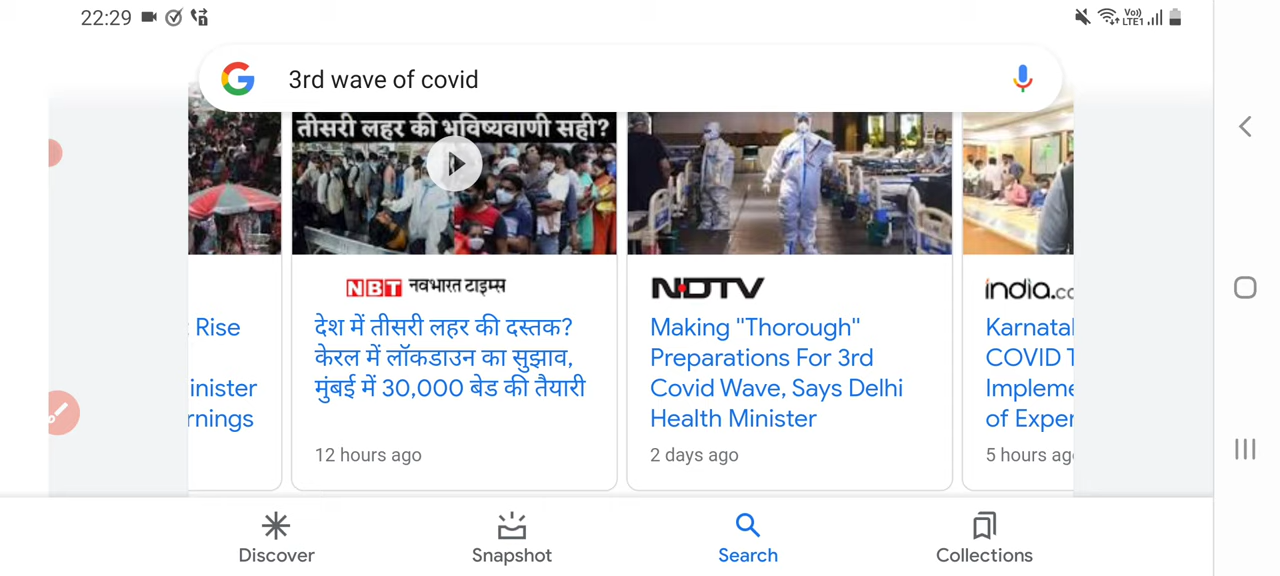 22:29
Vo))
LTE1
3rd wave of covid
तीसरी लहर की भविष्यवाणी सही?
Rise
inister
rnings
NBT नवभारत टाइम्स
देश में तीसरी लहर की दस्तक?
केरल में लॉकडाउन का सुझाव,
मुंबई में 30,000 बेड की तैयारी
12 hours ago
NDTV
Making "Thorough"
Preparations For 3rd
Covid Wave, Says Delhi
Health Minister
2 days ago
india.co
Karnata
COVID T
Impleme
of Exper
5 hours ag
Discover
Snapshot
Search
Collections